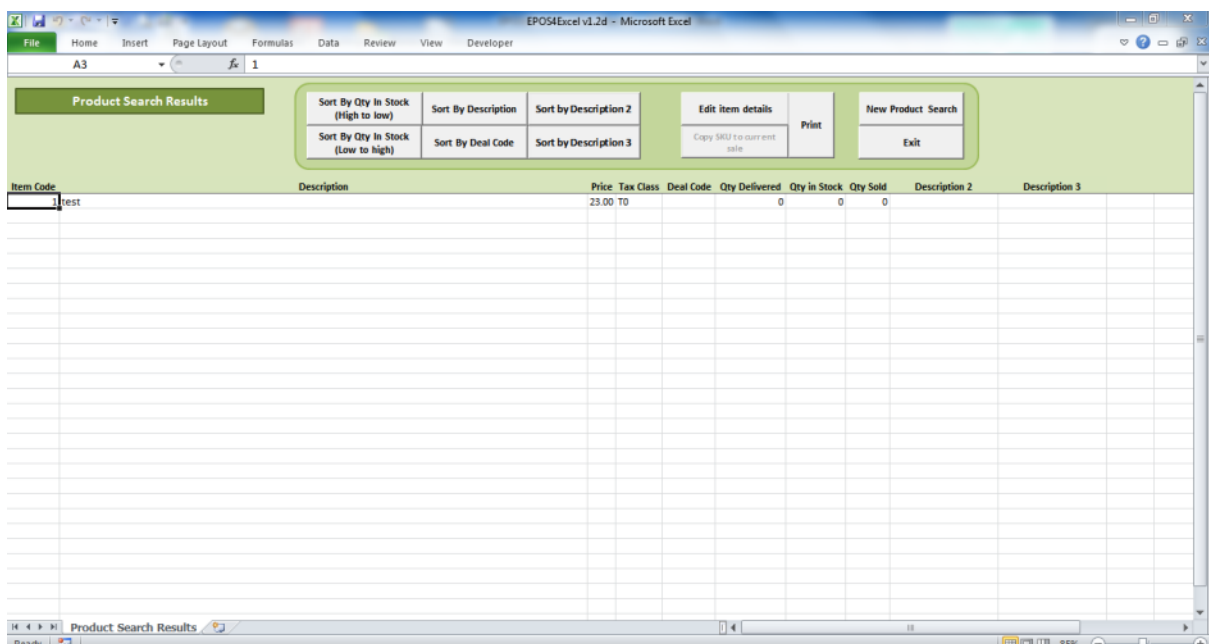 EPOS4Excel v1.2d - Microsoft Excel
File Home Insert Page Layout Formulas Data Review View Developer
A3 fx 1
Product Search Results
Sort By Qty In Stock
(High to low)
Sort By Description
Sort by Description 2
Edit item details
Print
New Product Search
Sort By Qty In Stock
(Low to high)
Sort By Deal Code
Sort by Description 3
Copy SKU to current
sale
Exit
Item Code Description Price Tax Class Deal Code Qty Delivered Qty in Stock Qty Sold Description 2 Description 3
1 test 23.00 T0 0 0 0
Product Search Results
Ready 85%